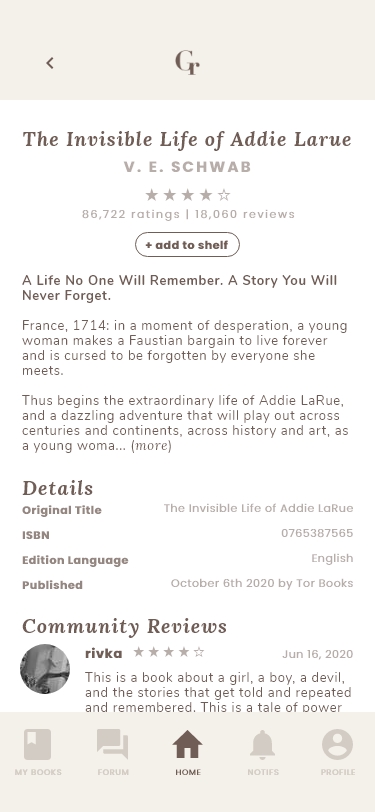 Gr
The Invisible Life of Addie Larue
V. E. SCHWAB
86,722 ratings | 18,060 reviews
+ add to shelf
A Life No One Will Remember. A Story You Will
Never Forget.
France, 1714: in a moment of desperation, a young
woman makes a Faustian bargain to live forever
and is cursed to be forgotten by everyone she
meets.
Thus begins the extraordinary life of Addie LaRue,
and a dazzling adventure that will play out across
centuries and continents, across history and art, as
a young woma... (more)
Details
Original Title The Invisible Life of Addie LaRue
ISBN 0765387565
Edition Language English
Published October 6th 2020 by Tor Books
Community Reviews
rivka Jun 16, 2020
This is a book about a girl, a boy, a devil,
and the stories that get told and repeated
and remembered. This is a tale of power
MY BOOKS FORUM HOME NOTIFS PROFILE